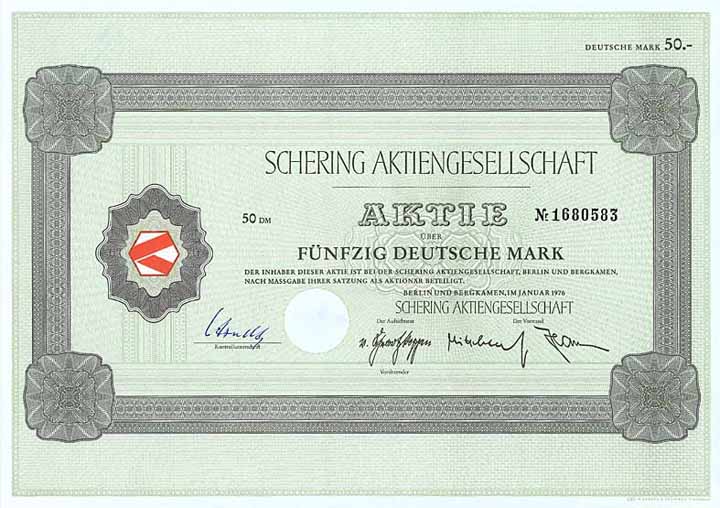 DEUTSCHE MARK 50.-
SCHERING AKTIENGESELLSCHAFT
50 DM
AKTIE
№ 1680583
ÜBER
FÜNFZIG DEUTSCHE MARK
DER INHABER DIESER AKTIE IST BEI DER SCHERING AKTIENGESELLSCHAFT, BERLIN UND BERGKAMEN,
NACH MASSGABE IHRER SATZUNG ALS AKTIONÄR BETEILIGT.
BERLIN UND BERGKAMEN, IM JANUAR 1976
SCHERING AKTIENGESELLSCHAFT
Der Aufsichtsrat
Der Vorstand
Kontrollunterschrift
Vorsitzender